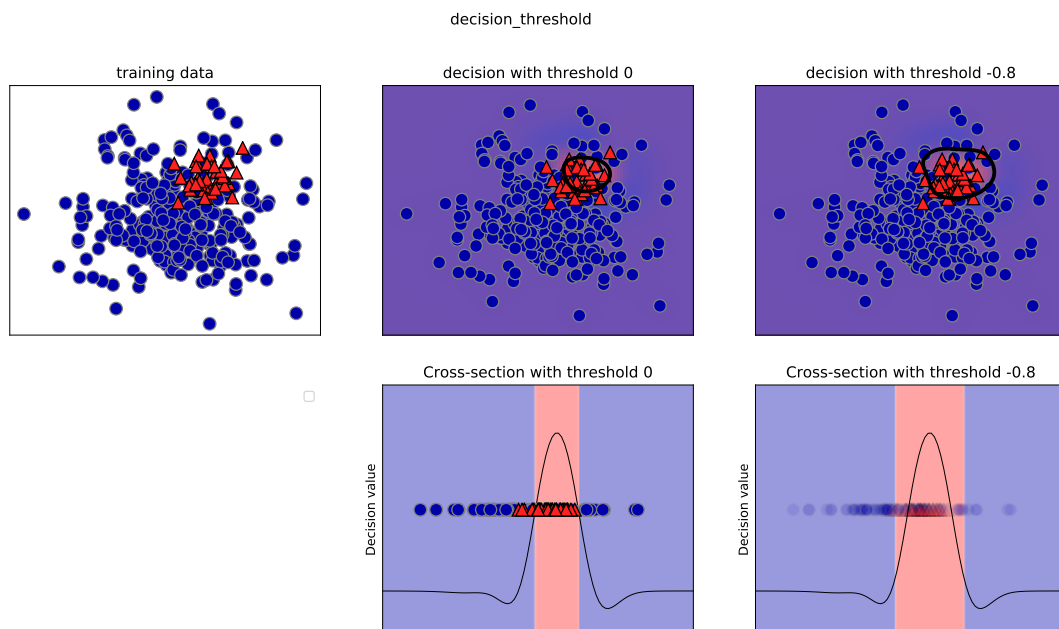 decision_threshold
training data
decision with threshold 0
decision with threshold -0.8
Cross-section with threshold 0
Cross-section with threshold -0.8
Decision value
Decision value